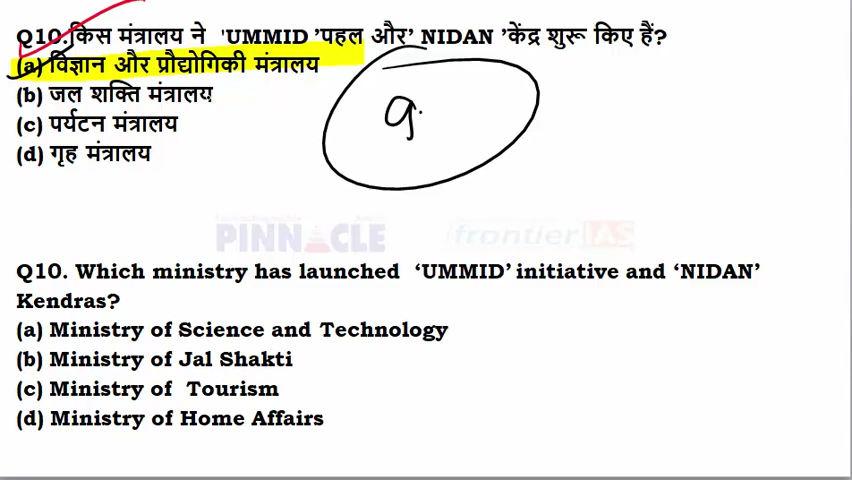 Q10.किस मंत्रालय ने 'UMMID ’पहल और’ NIDAN ’केंद्र शुरू किए हैं?
(a) विज्ञान और प्रौद्योगिकी मंत्रालय
(b) जल शक्ति मंत्रालय
(c) पर्यटन मंत्रालय
(d) गृह मंत्रालय
PINNACLE frontier IAS
Q10. Which ministry has launched ‘UMMID’ initiative and ‘NIDAN’
Kendras?
(a) Ministry of Science and Technology
(b) Ministry of Jal Shakti
(c) Ministry of Tourism
(d) Ministry of Home Affairs